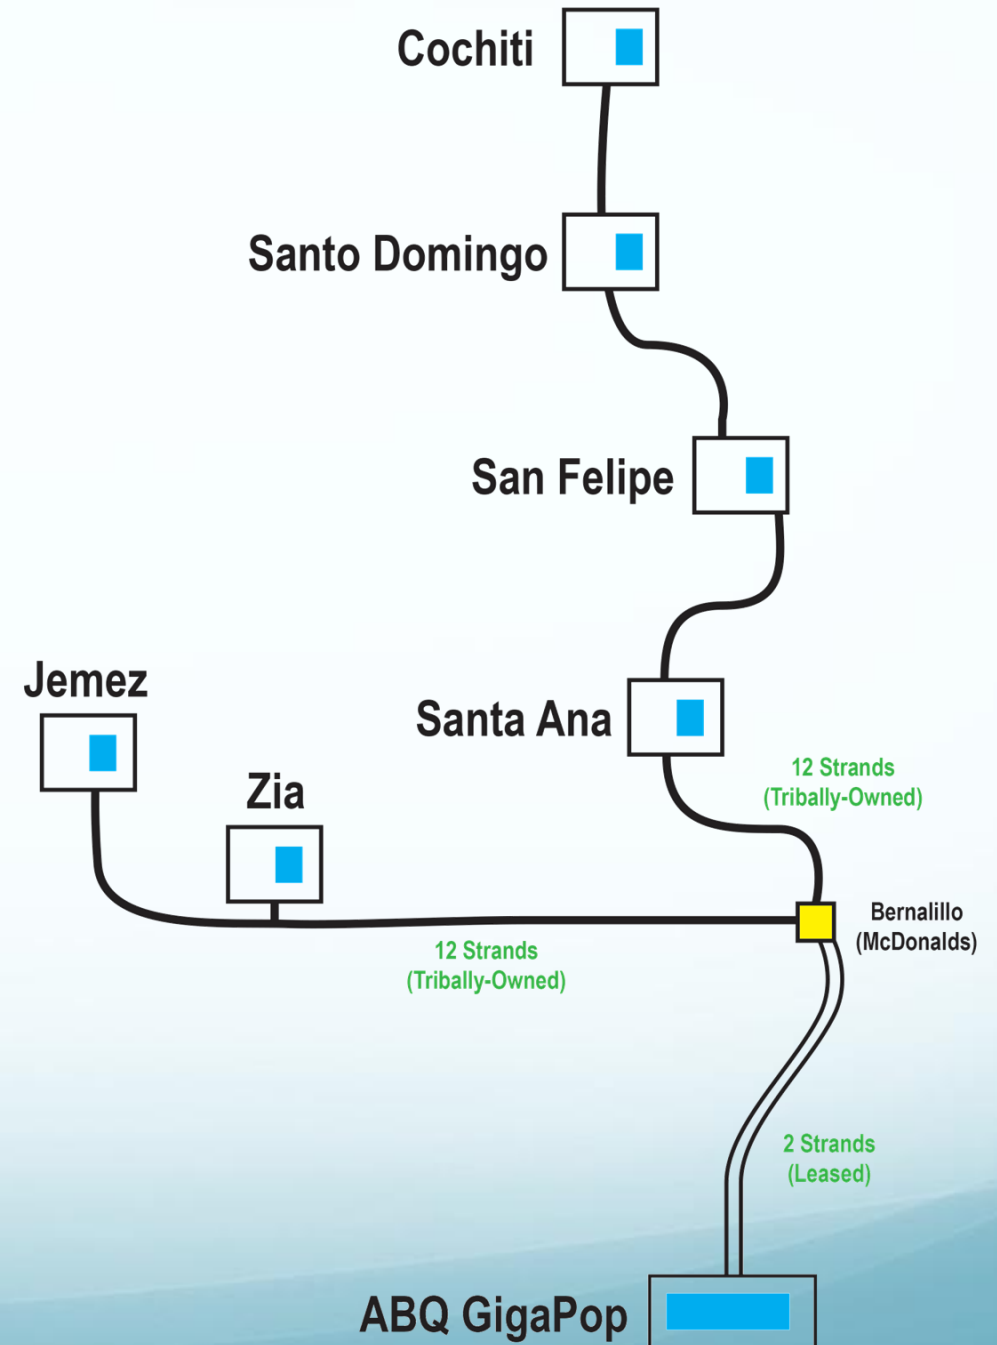 Cochiti
Santo Domingo
San Felipe
Jemez
Santa Ana
Zia
12 Strands
(Tribally-Owned)
Bernalillo
(McDonalds)
12 Strands
(Tribally-Owned)
2 Strands
(Leased)
ABQ GigaPop